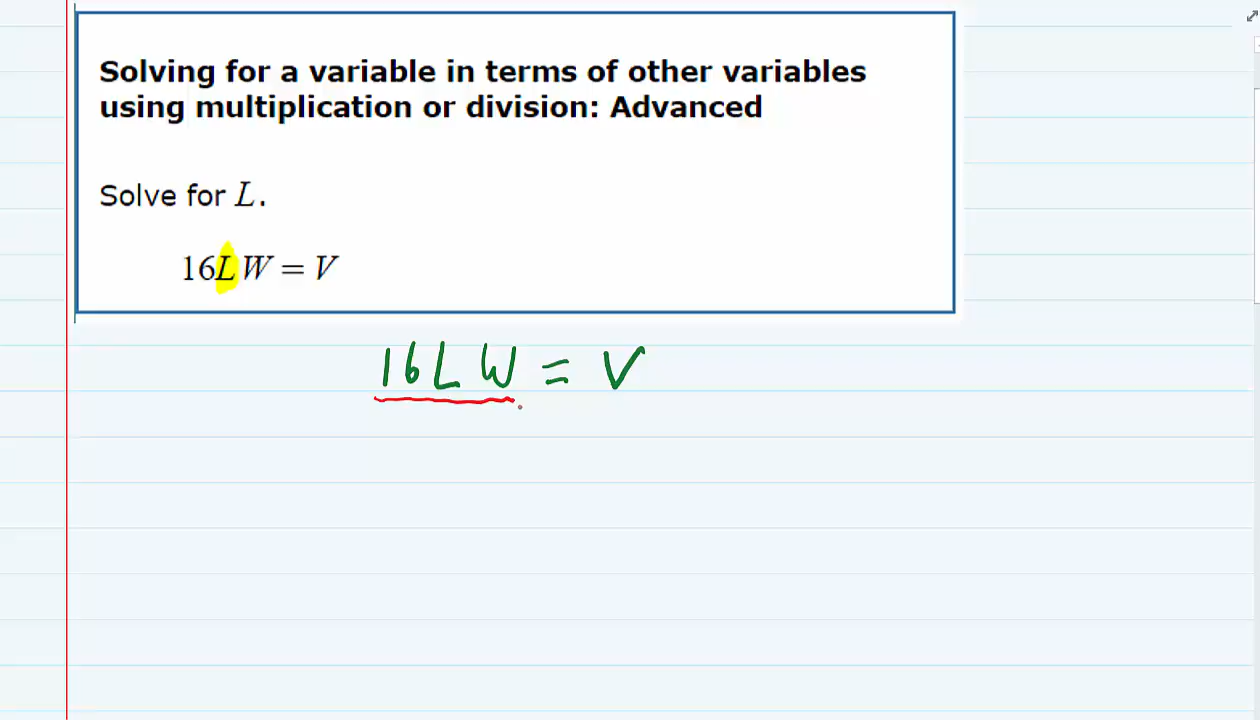 Solving for a variable in terms of other variables
using multiplication or division: Advanced
Solve for L.
16LW = V
16LW = V